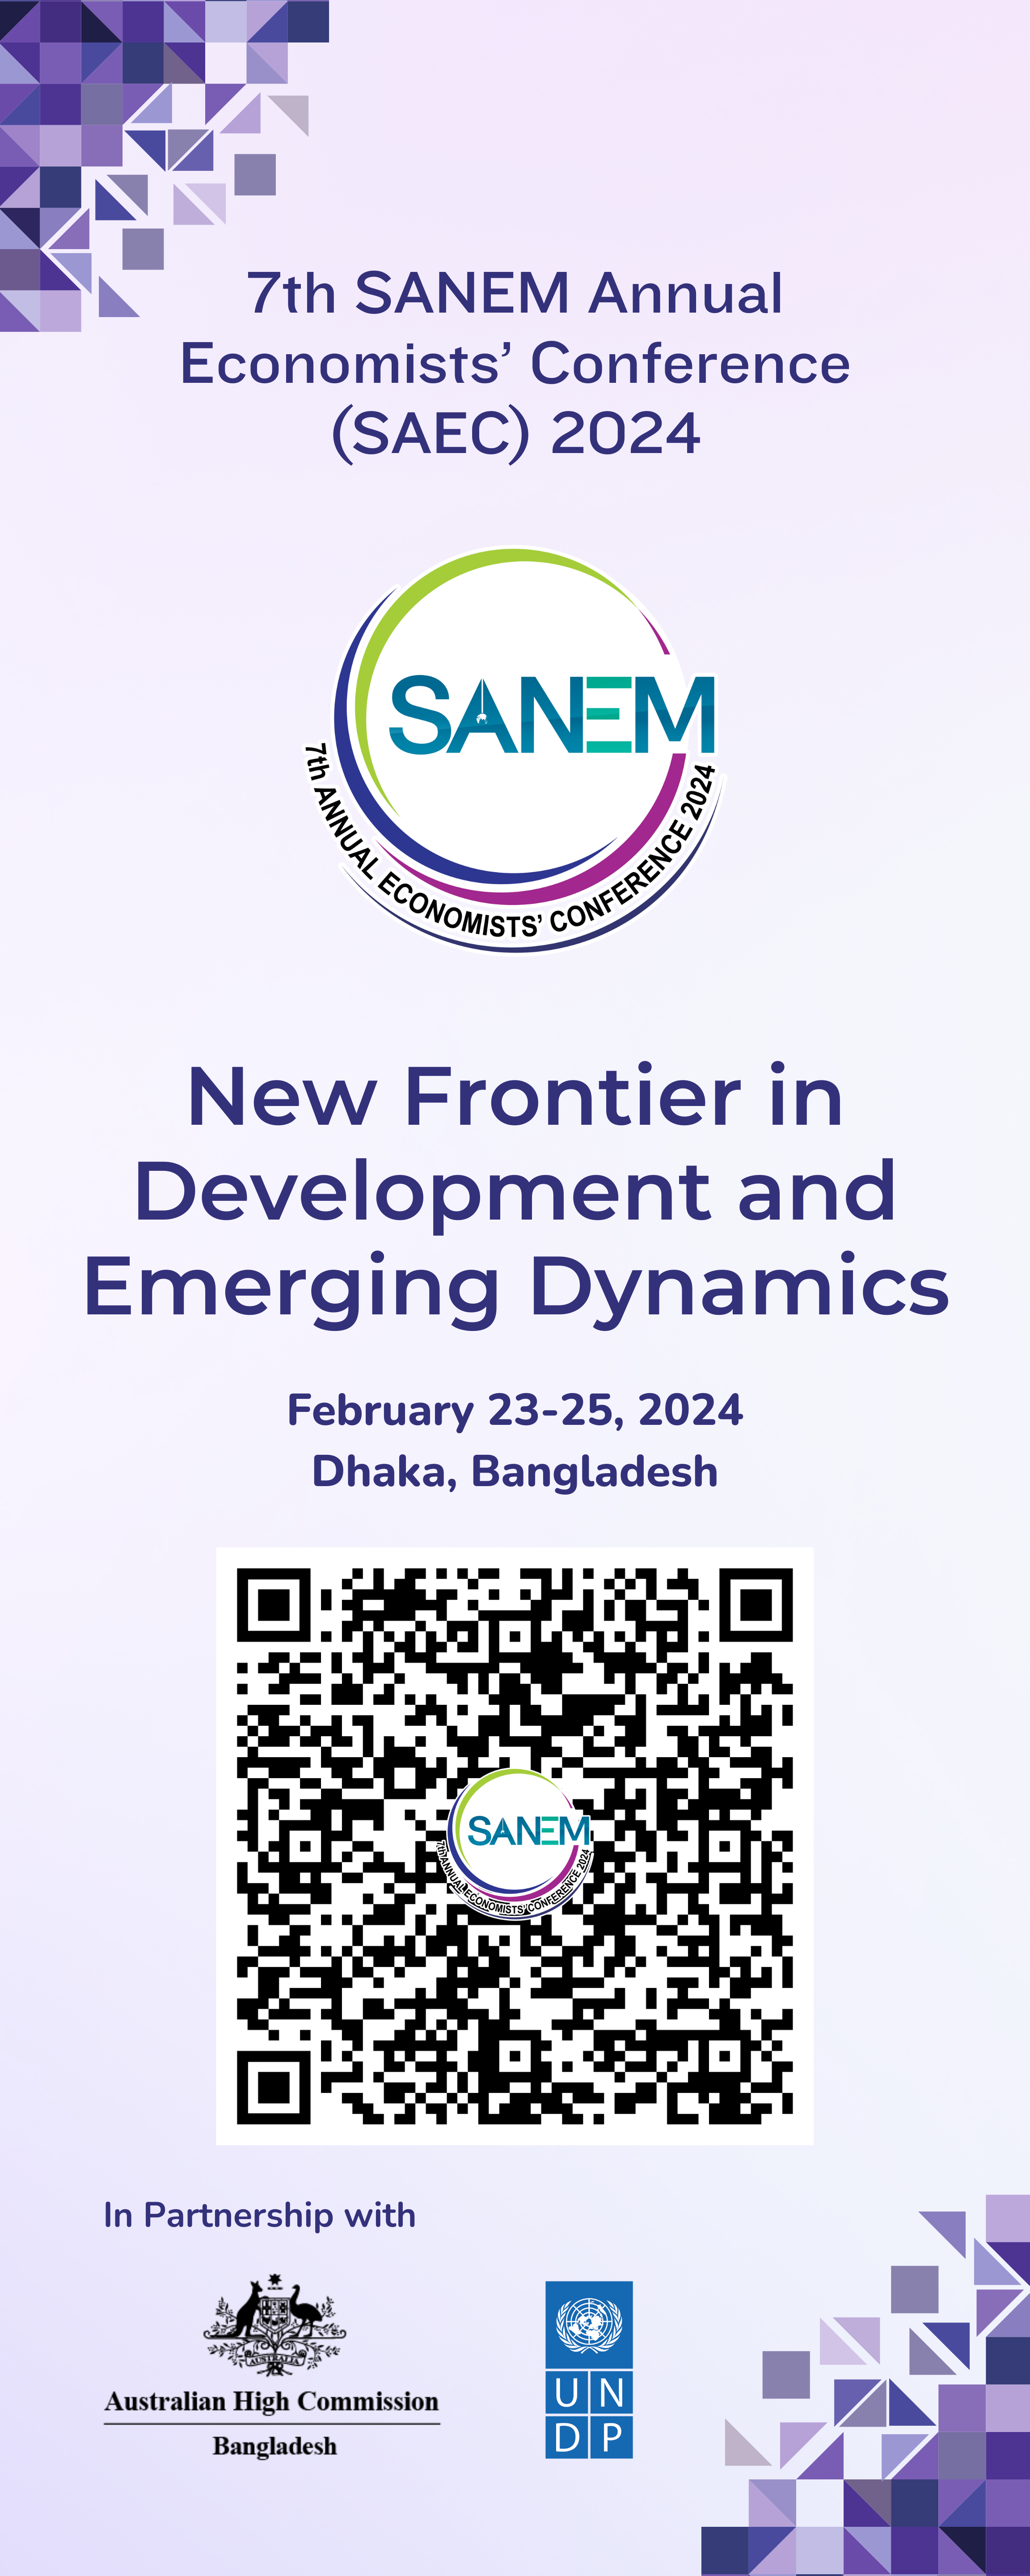 7th SANEM Annual
Economists’ Conference
(SAEC) 2024
SANEM
7th ANNUAL ECONOMISTS’ CONFERENCE 2024
New Frontier in
Development and
Emerging Dynamics
February 23-25, 2024
Dhaka, Bangladesh
SANEM
7th ANNUAL ECONOMISTS’ CONFERENCE 2024
In Partnership with
AUSTRALIA
Australian High Commission
Bangladesh
U N
D P